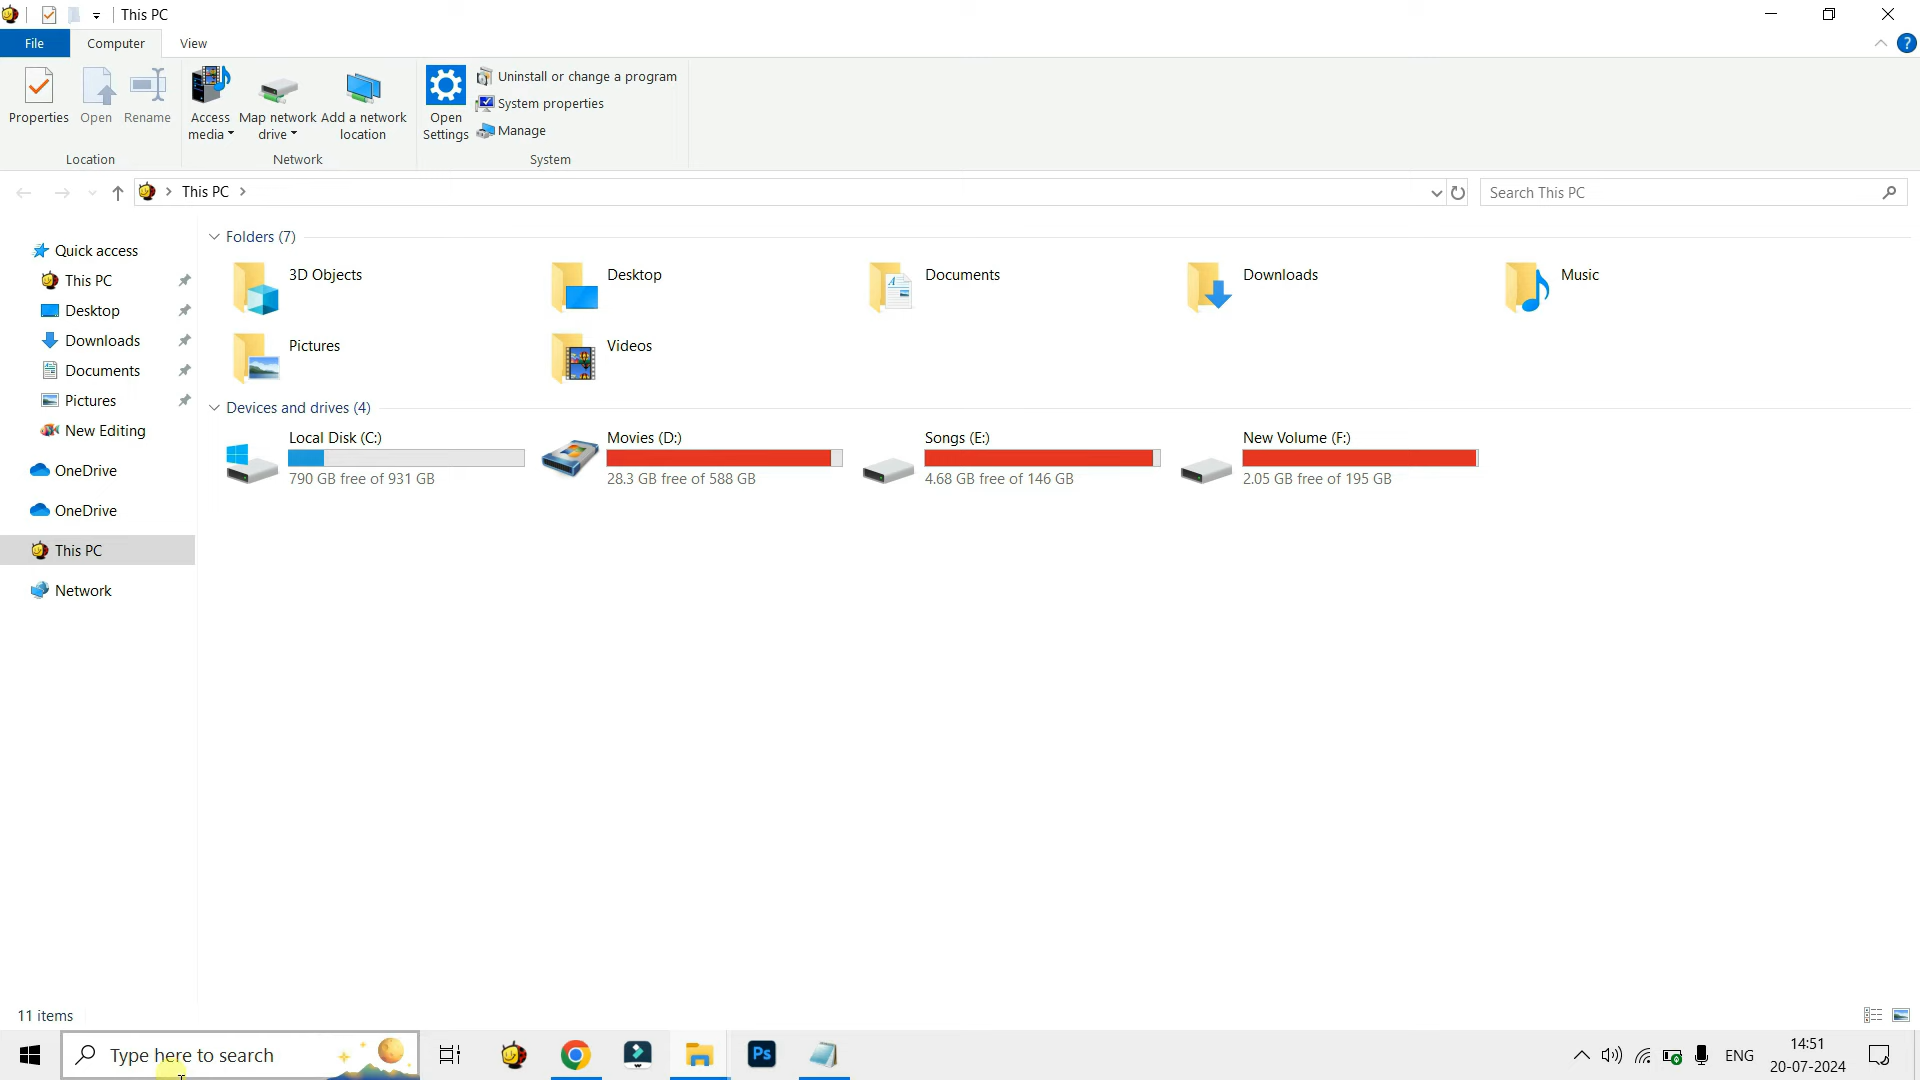 This PC
File
Computer
View
Properties
Open
Rename
Access
media
Map network
drive
Add a network
location
Open
Settings
Uninstall or change a program
System properties
Manage
Location
Network
System
This PC
Search This PC
Quick access
This PC
Desktop
Downloads
Documents
Pictures
New Editing
OneDrive
OneDrive
This PC
Network
Folders (7)
3D Objects
Desktop
Documents
Downloads
Music
Pictures
Videos
Devices and drives (4)
Local Disk (C:)
790 GB free of 931 GB
Movies (D:)
28.3 GB free of 588 GB
Songs (E:)
4.68 GB free of 146 GB
New Volume (F:)
2.05 GB free of 195 GB
11 items
Type here to search
Ps
ENG
14:51
20-07-2024